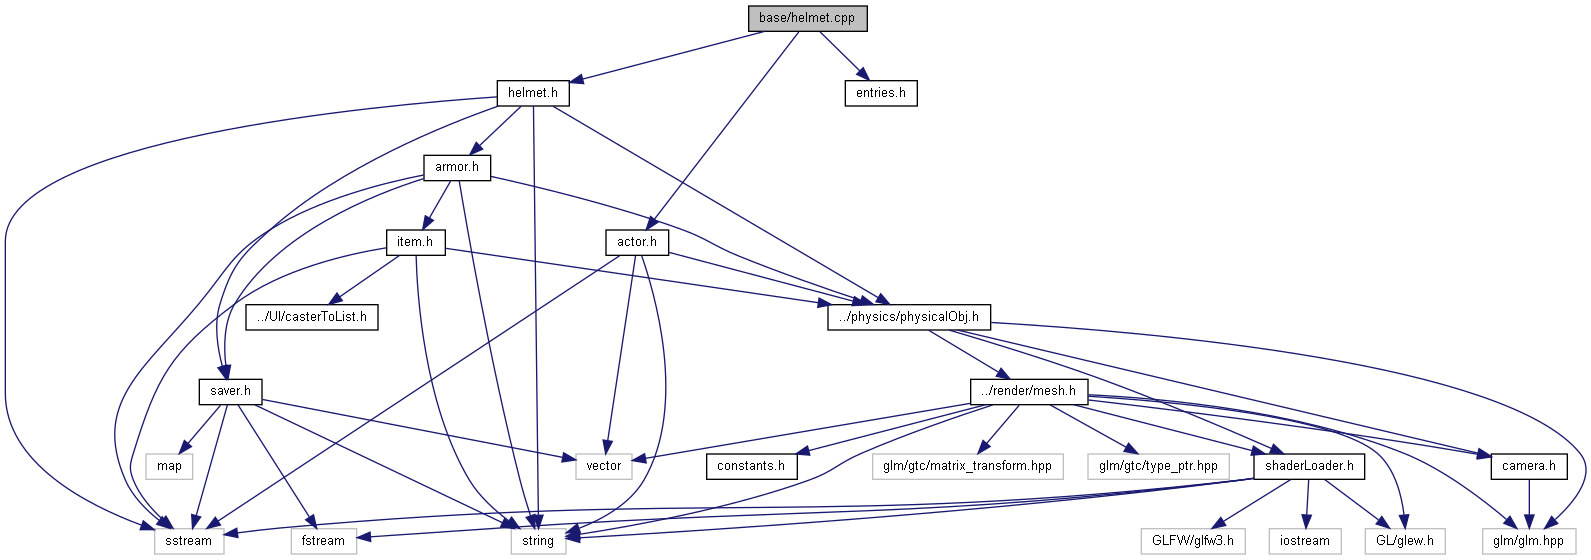 base/helmet.cpp
helmet.h
entries.h
armor.h
item.h
actor.h
../UI/casterToList.h
../physics/physicalObj.h
saver.h
../render/mesh.h
map
vector
constants.h
glm/gtc/matrix_transform.hpp
glm/gtc/type_ptr.hpp
shaderLoader.h
camera.h
sstream
fstream
string
GLFW/glfw3.h
iostream
GL/glew.h
glm/glm.hpp